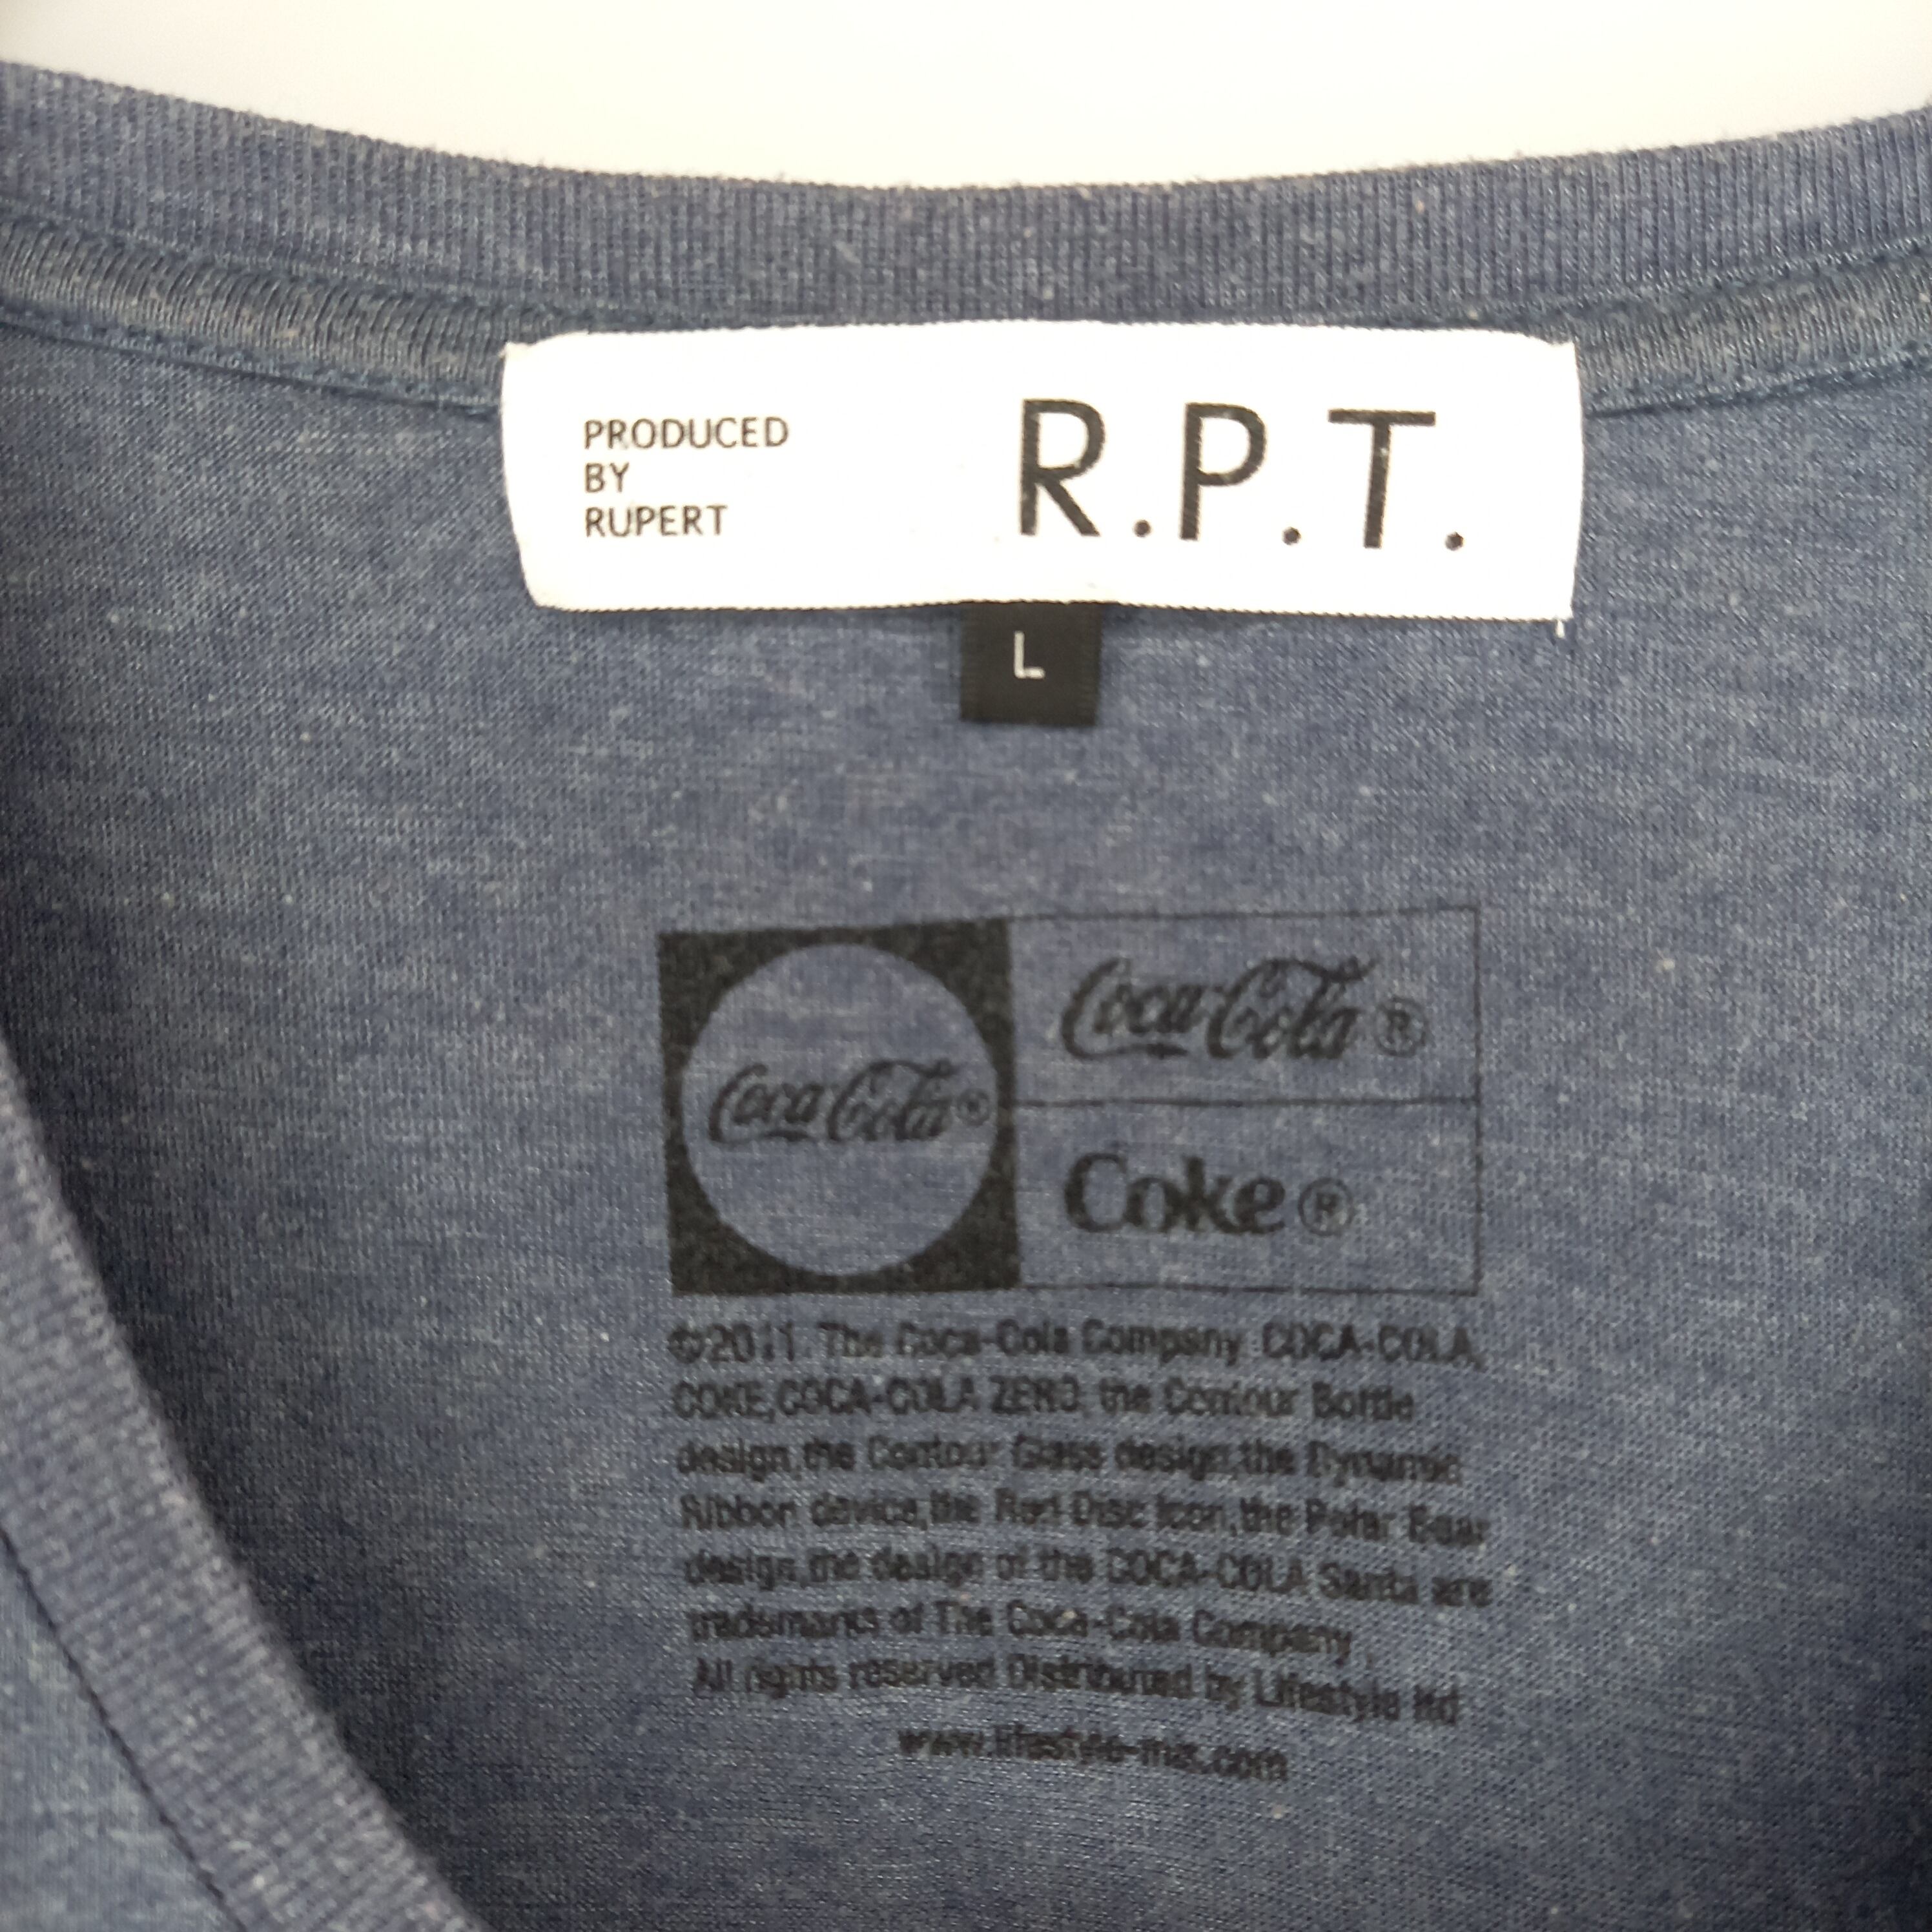 PRODUCED
BY
RUPERT
R.P.T.
L
Coca-Cola®
Coca-Cola®
Coke®
©2011 The Coca-Cola Company. COCA-COLA,
COKE,COCA-COLA ZERO, the Contour Bottle
design,the Contour Glass design,the Dynamic
Ribbon device,the Red Disc Icon,the Polar Bear
design,the design of the COCA-COLA Santa are
trademarks of The Coca-Cola Company.
All rights reserved Distributed by Lifestyle ltd